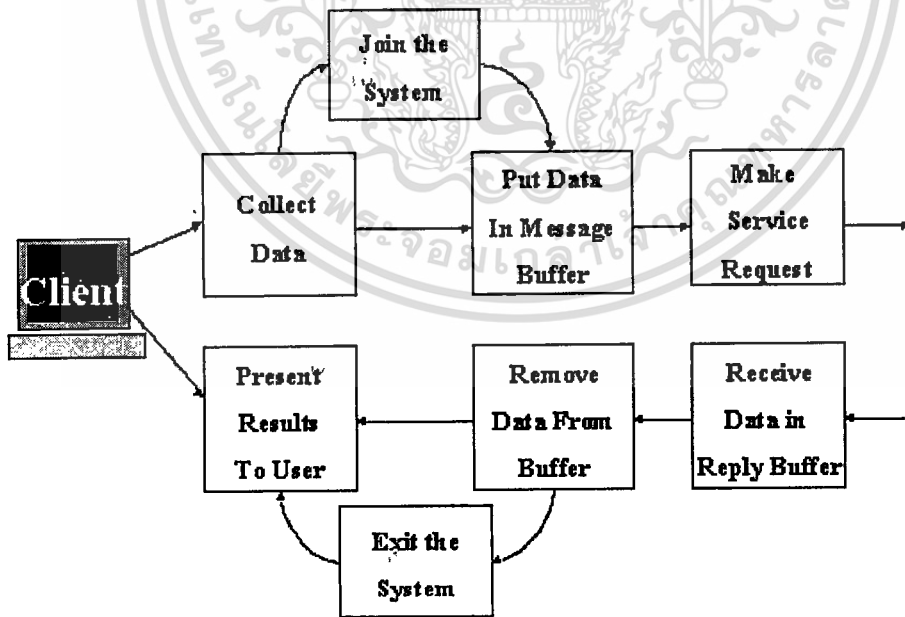 Join the
System
Collect
Data
Put Data
In Message
Buffer
Make
Service
Request
Client
Present
Results
To User
Remove
Data From
Buffer
Receive
Data in
Reply Buffer
Exit the
System